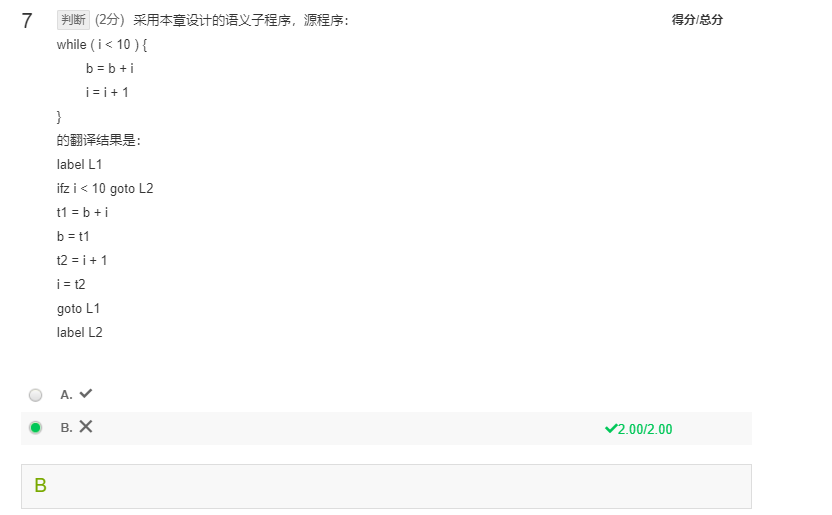 7 判断 (2分) 采用本章设计的语义子程序，源程序： 得分/总分
while ( i < 10 ) {
b = b + i
i = i + 1
}
的翻译结果是：
label L1
ifz i < 10 goto L2
t1 = b + i
b = t1
t2 = i + 1
i = t2
goto L1
label L2
A. ✓
B. ✕ ✓2.00/2.00
B